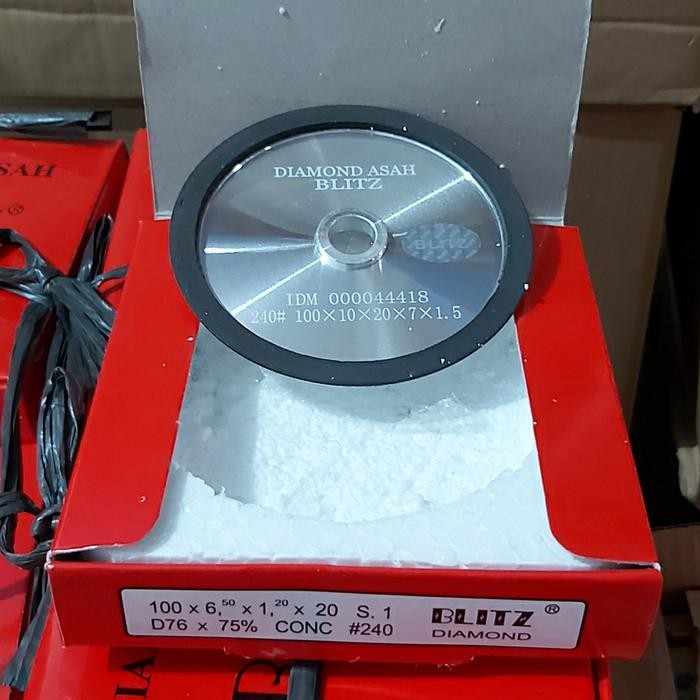 DIAMOND ASAH
BLITZ
BLITZ
IDM 000044418
240# 100×10×20×7×1.5
100 x 6,50 x 1,20 x 20 S. 1
D76 x 75% CONC #240
BLITZ ®
DIAMOND
ASAH
®